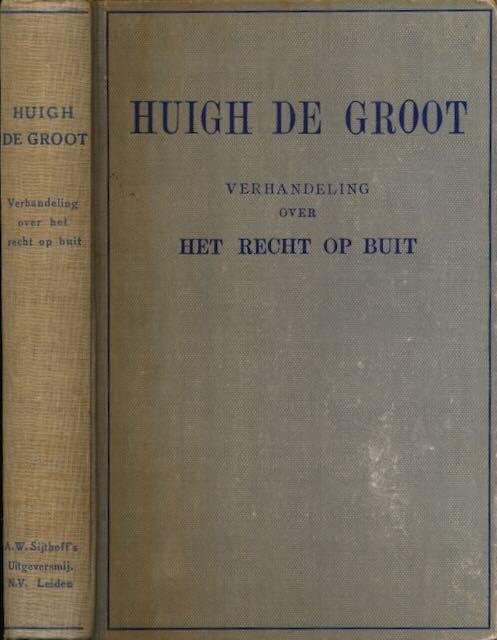 HUIGH
DE GROOT
Verhandeling
over het
recht op buit
A.W. Sijthoff's
Uitgeversmij.
N.V. Leiden
HUIGH DE GROOT
VERHANDELING
OVER
HET RECHT OP BUIT